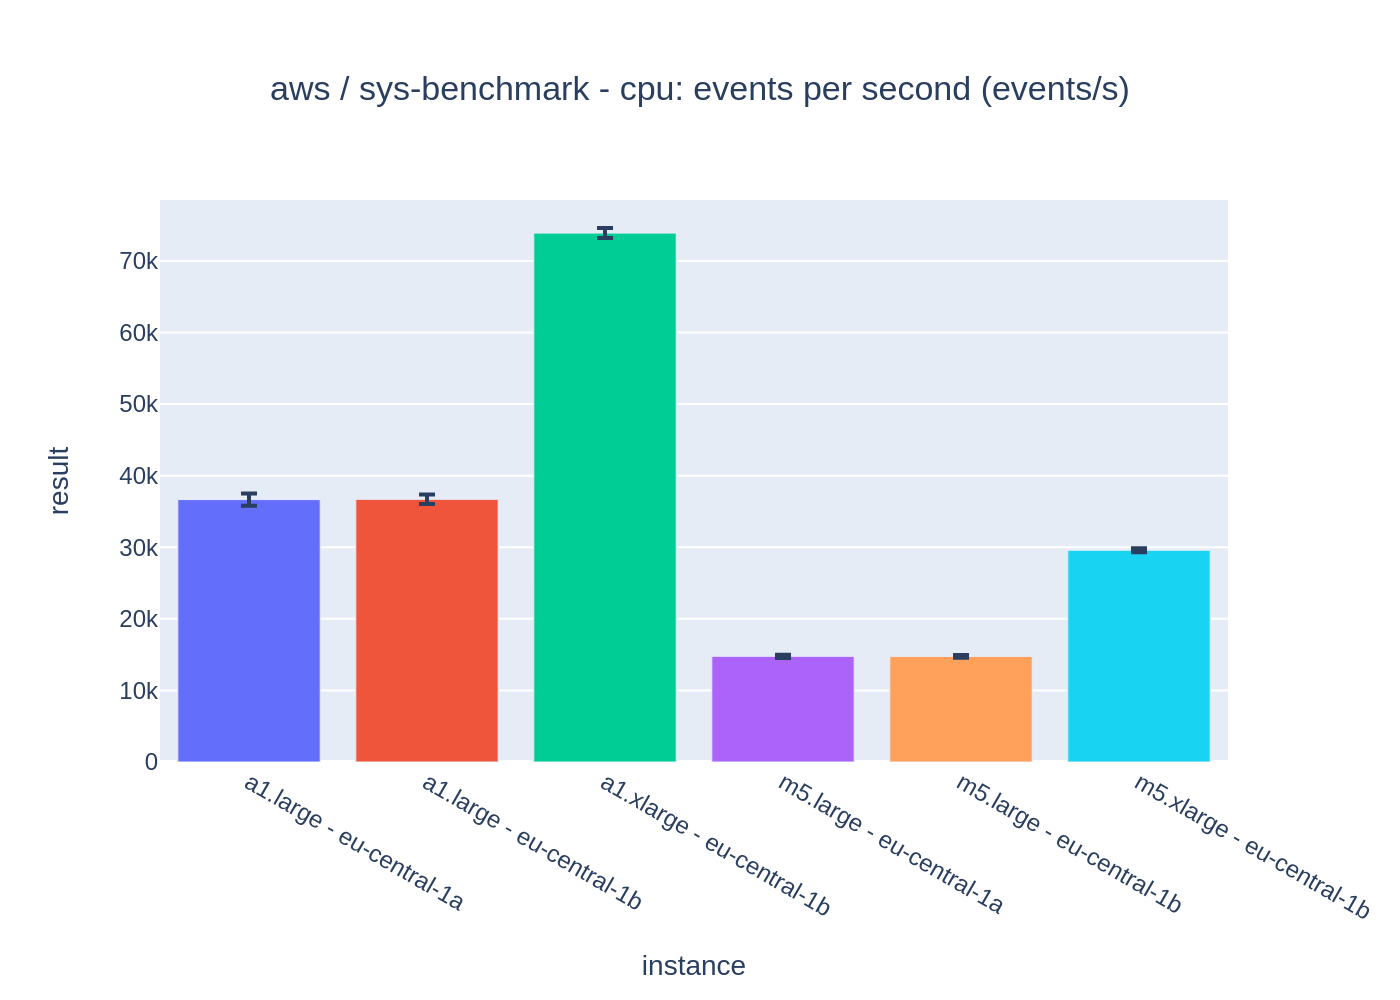 aws / sys-benchmark - cpu: events per second (events/s)
70k
60k
50k
40k
30k
20k
10k
0
result
a1.large - eu-central-1a
a1.large - eu-central-1b
a1.xlarge - eu-central-1b
m5.large - eu-central-1a
m5.large - eu-central-1b
m5.xlarge - eu-central-1b
instance